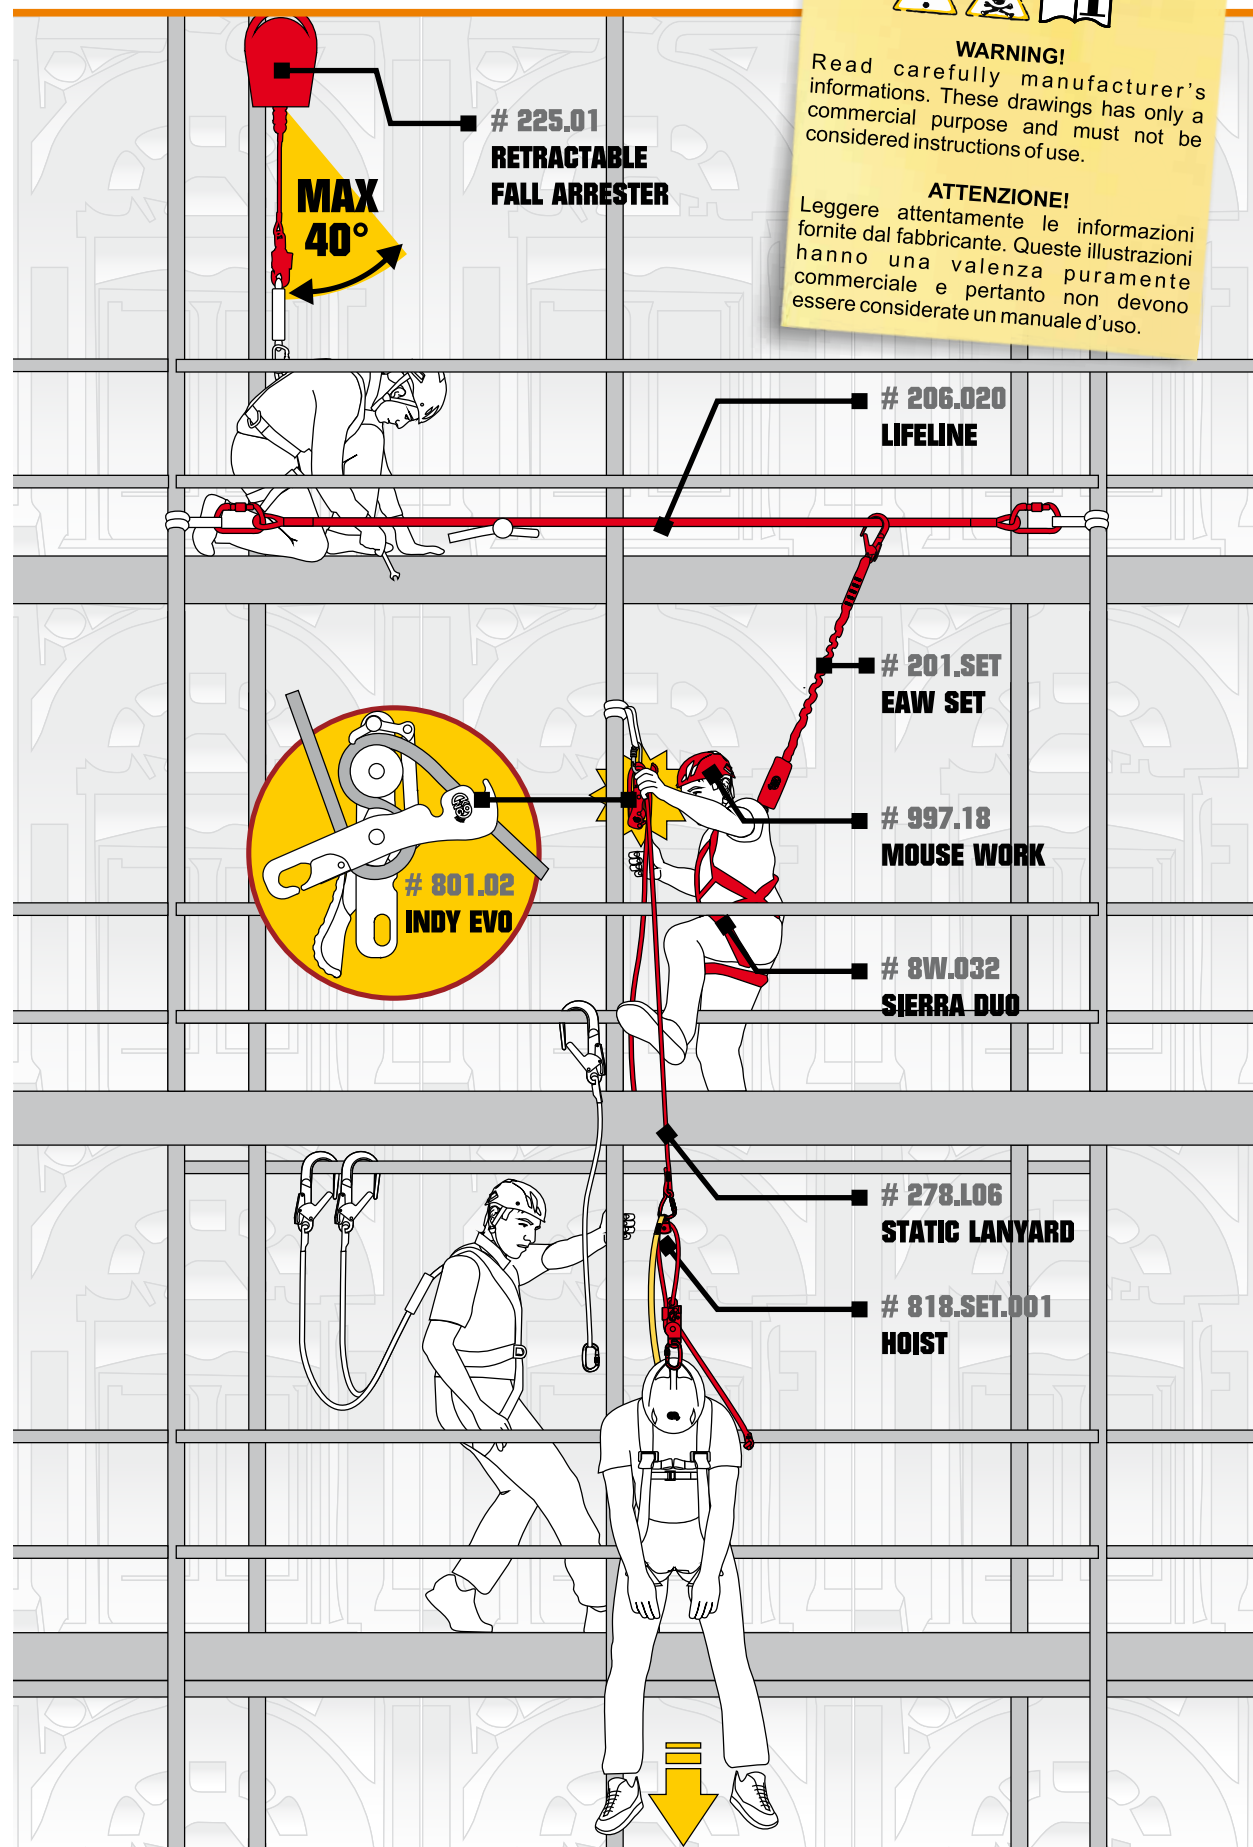 WARNING!
Read carefully manufacturer's
informations. These drawings has only a
commercial purpose and must not be
considered instructions of use.
ATTENZIONE!
Leggere attentamente le informazioni
fornite dal fabbricante. Queste illustrazioni
hanno una valenza puramente
commerciale e pertanto non devono
essere considerate un manuale d'uso.
# 225.01
RETRACTABLE
FALL ARRESTER
MAX
40°
# 206.020
LIFELINE
# 201.SET
EAW SET
# 997.18
MOUSE WORK
# 801.02
INDY EVO
# 8W.032
SIERRA DUO
# 278.L06
STATIC LANYARD
# 818.SET.001
HOIST